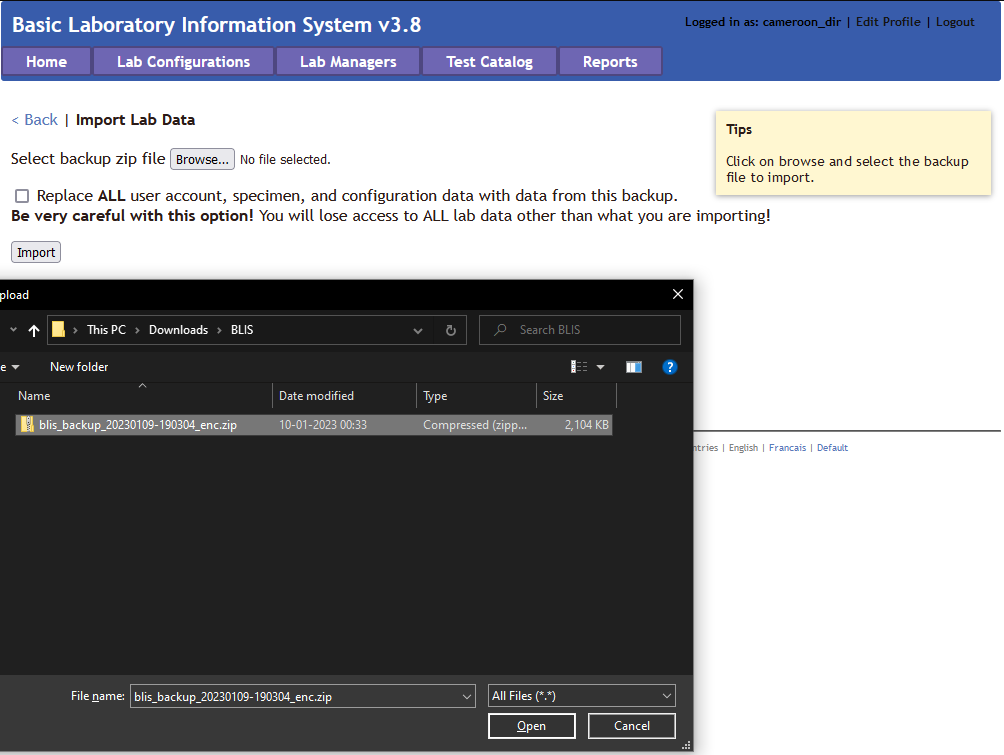 Basic Laboratory Information System v3.8
Logged in as: cameroon_dir | Edit Profile | Logout
Home Lab Configurations Lab Managers Test Catalog Reports
< Back | Import Lab Data
Tips
Click on browse and select the backup
file to import.
Select backup zip file Browse... No file selected.
Replace ALL user account, specimen, and configuration data with data from this backup.
Be very careful with this option! You will lose access to ALL lab data other than what you are importing!
Import
pload
This PC > Downloads > BLIS
Search BLIS
e New folder
Name Date modified Type Size
blis_backup_20230109-190304_enc.zip 10-01-2023 00:33 Compressed (zipp... 2,104 KB
ntries | English | Francais | Default
File name: blis_backup_20230109-190304_enc.zip All Files (*.*)
Open Cancel